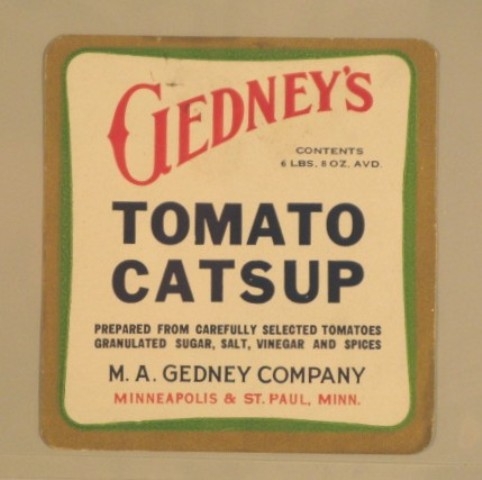 GEDNEY'S
CONTENTS
6 LBS. 8 OZ. AVD.
TOMATO
CATSUP
PREPARED FROM CAREFULLY SELECTED TOMATOES
GRANULATED SUGAR, SALT, VINEGAR AND SPICES
M. A. GEDNEY COMPANY
MINNEAPOLIS & ST. PAUL, MINN.